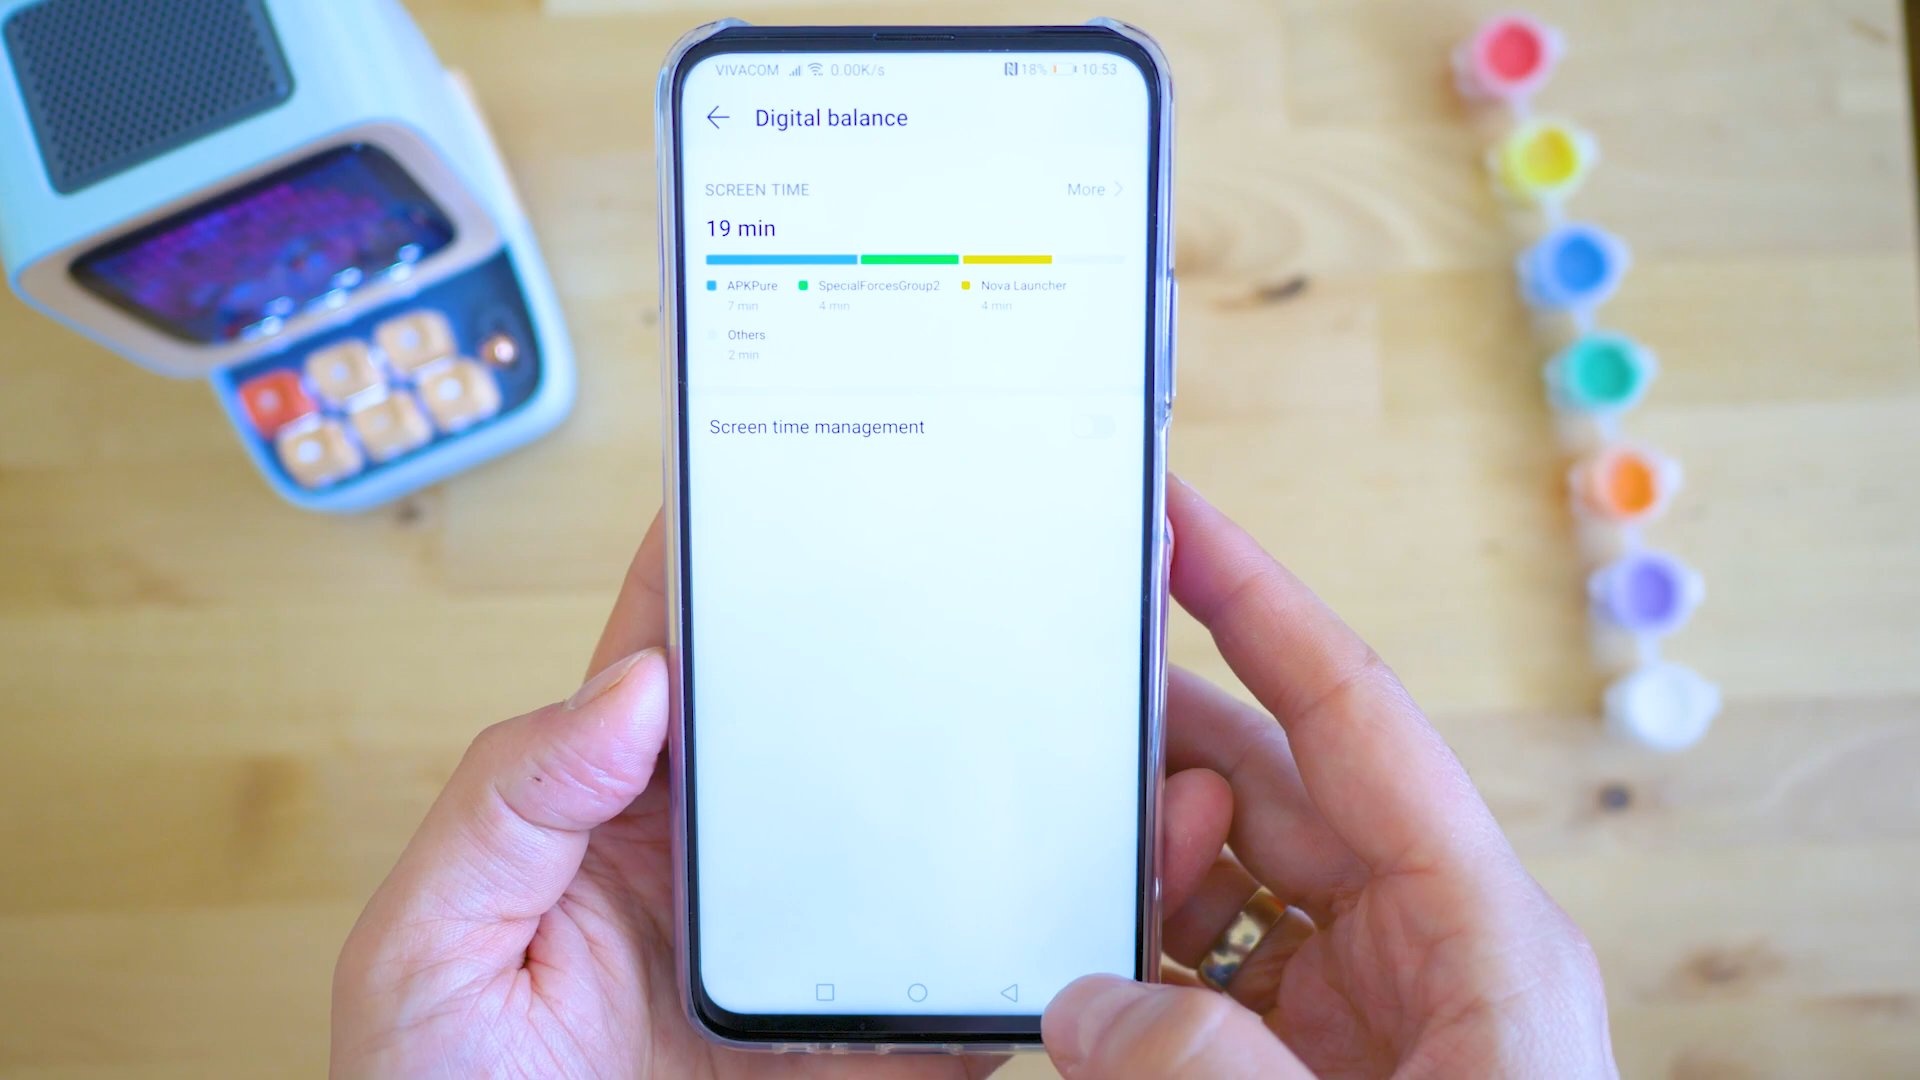 VIVACOM 0.00K/s 18% 10:53
Digital balance
SCREEN TIME More
19 min
APKPure SpecialForcesGroup2 Nova Launcher
7 min 4 min 4 min
Others
2 min
Screen time management